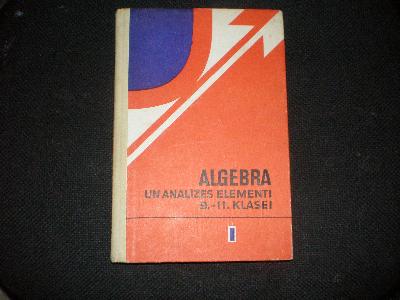 ALGEBRA
UN ANALĪZES ELEMENTI
9.-11. KLASEI
I